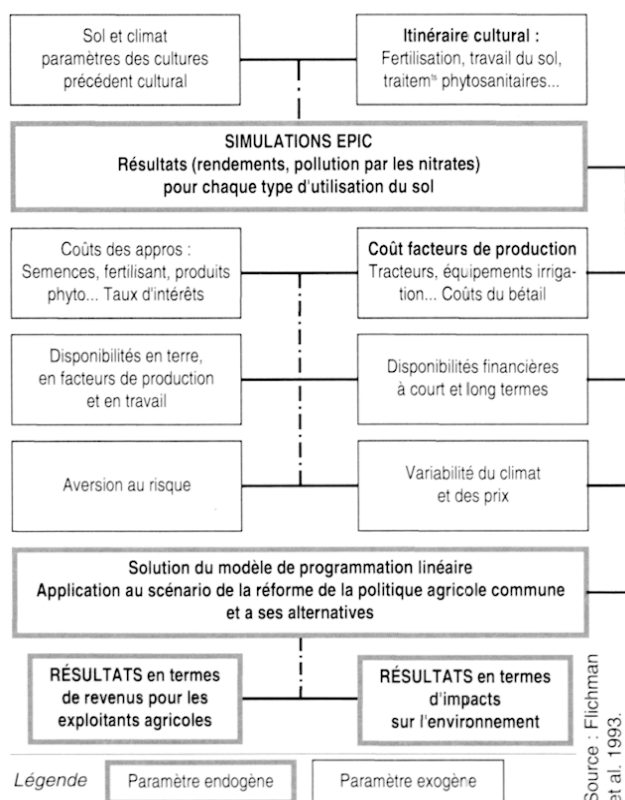 Sol et climat
paramètres des cultures
précédent cultural
Itinéraire cultural :
Fertilisation, travail du sol,
traitemᵗˢ phytosanitaires...
SIMULATIONS EPIC
Résultats (rendements, pollution par les nitrates)
pour chaque type d'utilisation du sol
Coûts des appros :
Semences, fertilisant, produits
phyto... Taux d'intérêts
Coût facteurs de production
Tracteurs, équipements irriga-
tion... Coûts du bétail
Disponibilités en terre,
en facteurs de production
et en travail
Disponibilités financières
à court et long termes
Aversion au risque
Variabilité du climat
et des prix
Solution du modèle de programmation linéaire
Application au scénario de la réforme de la politique agricole commune
et a ses alternatives
RÉSULTATS en termes
de revenus pour les
exploitants agricoles
RÉSULTATS en termes
d'impacts
sur l'environnement
Légende
Paramètre endogène
Paramètre exogène
Source : Flichman
et al. 1993.